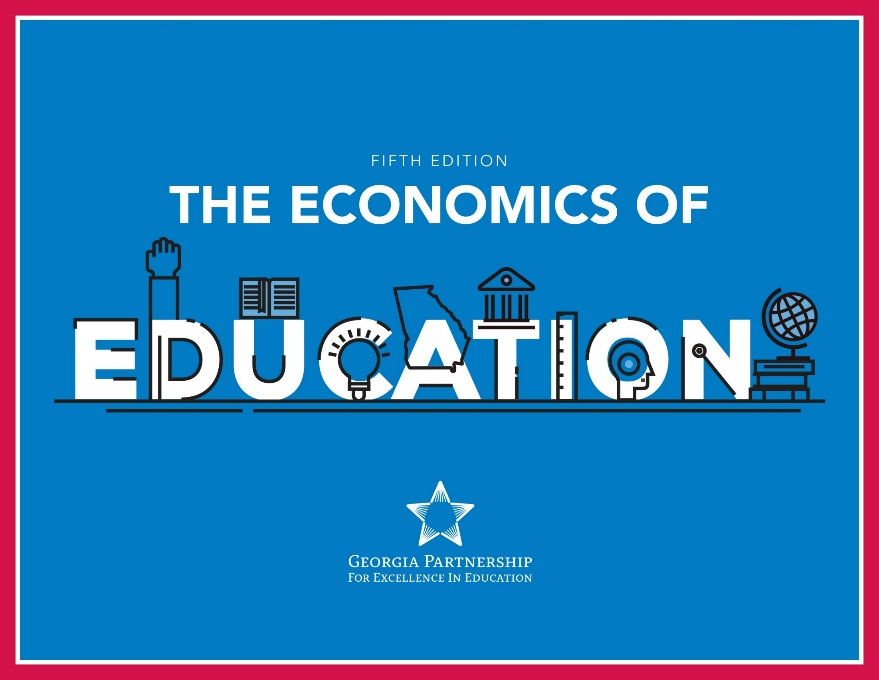 FIFTH EDITION
THE ECONOMICS OF
EDUCATION
GEORGIA PARTNERSHIP
FOR EXCELLENCE IN EDUCATION